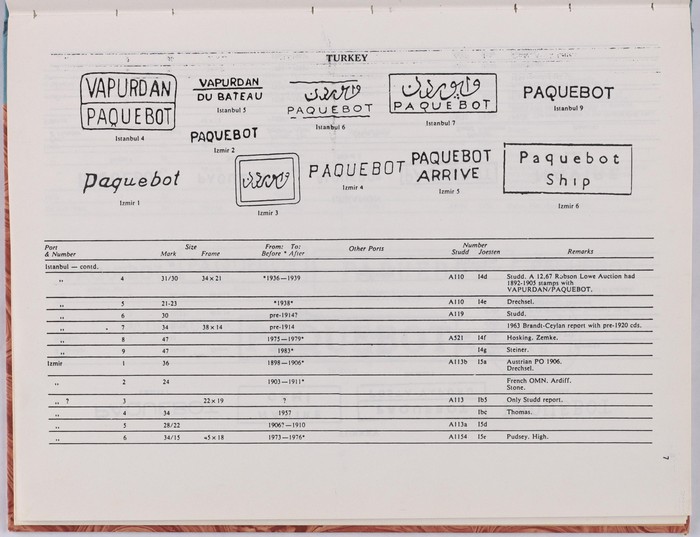 TURKEY
VAPURDAN
PAQUEBOT
Istanbul 4
VAPURDAN
DU BATEAU
Istanbul 5
PAQUEBOT
Istanbul 6
PAQUEBOT
Istanbul 7
PAQUEBOT
Istanbul 9
PAQUEBOT
Izmir 2
Paquebot
Izmir 1
Izmir 3
PAQUEBOT
Izmir 4
PAQUEBOT
ARRIVE
Izmir 5
Paquebot
Ship
Izmir 6
Port Size From: To: Other Ports Number Remarks
& Number Mark Frame Before * After Studd Joesten
Istanbul — contd.
,, 4 31/30 34 x 21 *1936—1939 A110 14d Studd. A 12.67 Robson Lowe Auction had
1892-1903 stamps with
VAPURDAN/PAQUEBOT.
,, 5 21-23 *1938* A110 14e Drechsel.
,, 6 30 pre-1914? A119 Studd.
,, 7 34 38 x 14 pre-1914 1963 Brandt-Ceylan report with pre-1920 cds.
,, 8 47 1975—1979* A521 14f Hosking. Zemke.
,, 9 47 1983* 14g Steiner.
Izmir 1 36 1898—1906* A113b 15a Austrian PO 1906.
Drechsel.
,, 2 24 1903—1911* French OMN. Ardiff.
Stone.
,, ? 3 22 x 19 ? A113 Only Studd report.
,, 4 34 1957 Thomas.
,, 5 28/22 1906?—1910 A113a 15d
,, 6 34/15 45 x 18 1973—1976* A1154 15e Pudsey. High.
7